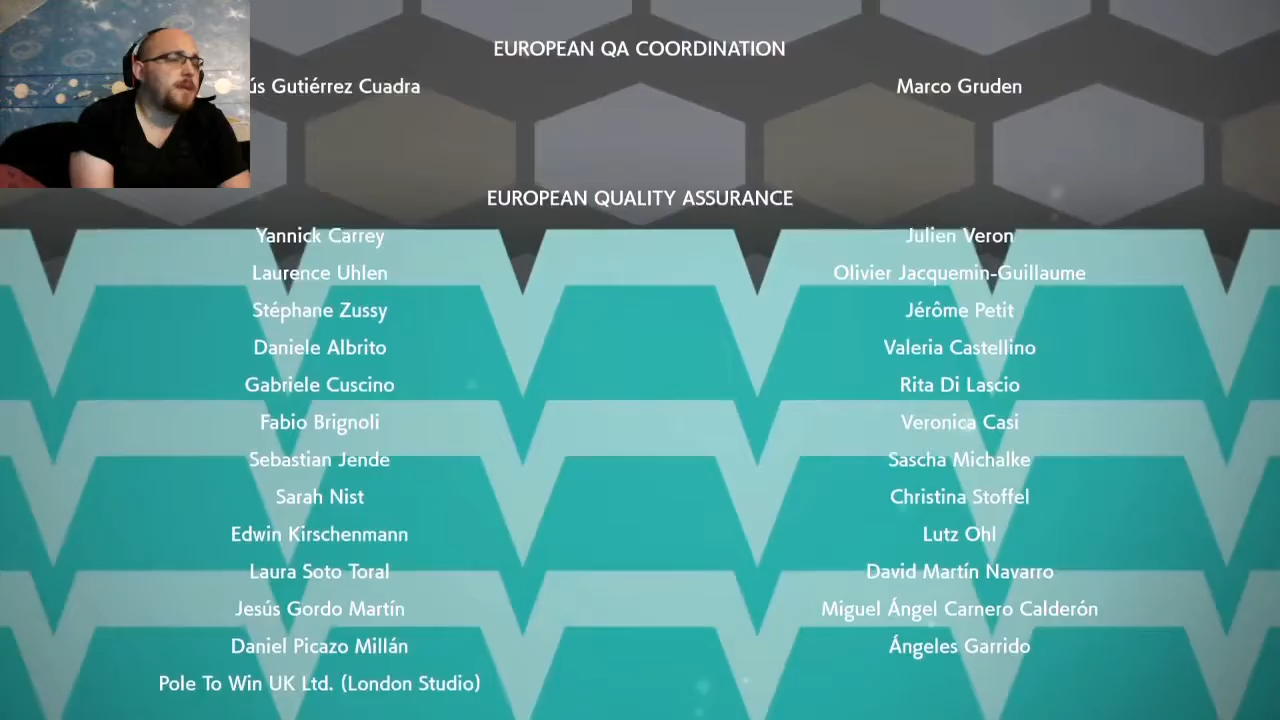 EUROPEAN QA COORDINATION
ús Gutiérrez Cuadra Marco Gruden
EUROPEAN QUALITY ASSURANCE
Yannick Carrey Julien Veron
Laurence Uhlen Olivier Jacquemin-Guillaume
Stéphane Zussy Jérôme Petit
Daniele Albrito Valeria Castellino
Gabriele Cuscino Rita Di Lascio
Fabio Brignoli Veronica Casi
Sebastian Jende Sascha Michalke
Sarah Nist Christina Stoffel
Edwin Kirschenmann Lutz Ohl
Laura Soto Toral David Martín Navarro
Jesús Gordo Martín Miguel Ángel Carnero Calderón
Daniel Picazo Millán Ángeles Garrido
Pole To Win UK Ltd. (London Studio)